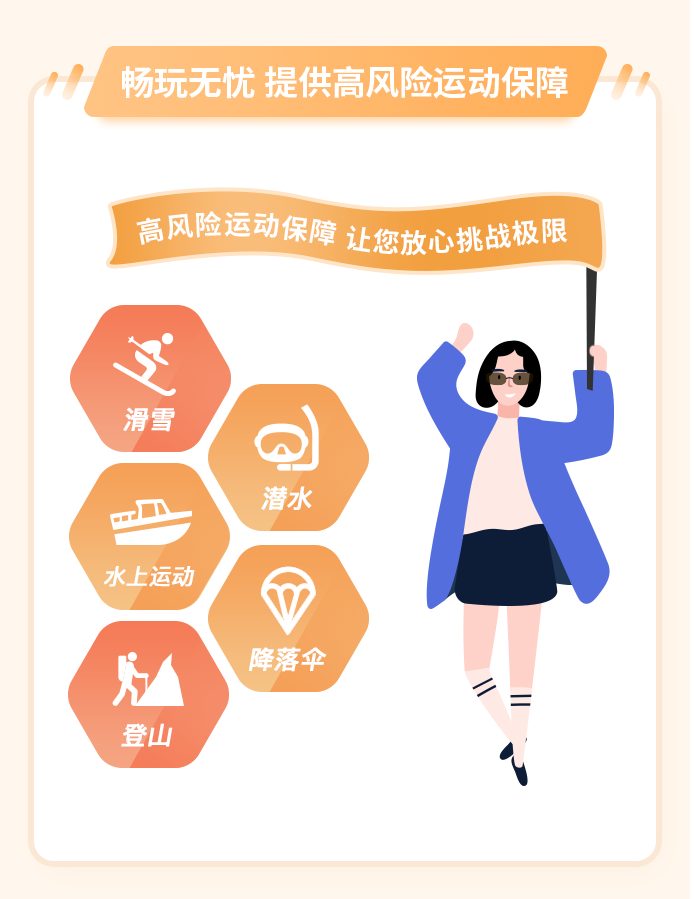 畅玩无忧 提供高风险运动保障
高风险运动保障 让您放心挑战极限
滑雪
潜水
水上运动
降落伞
登山